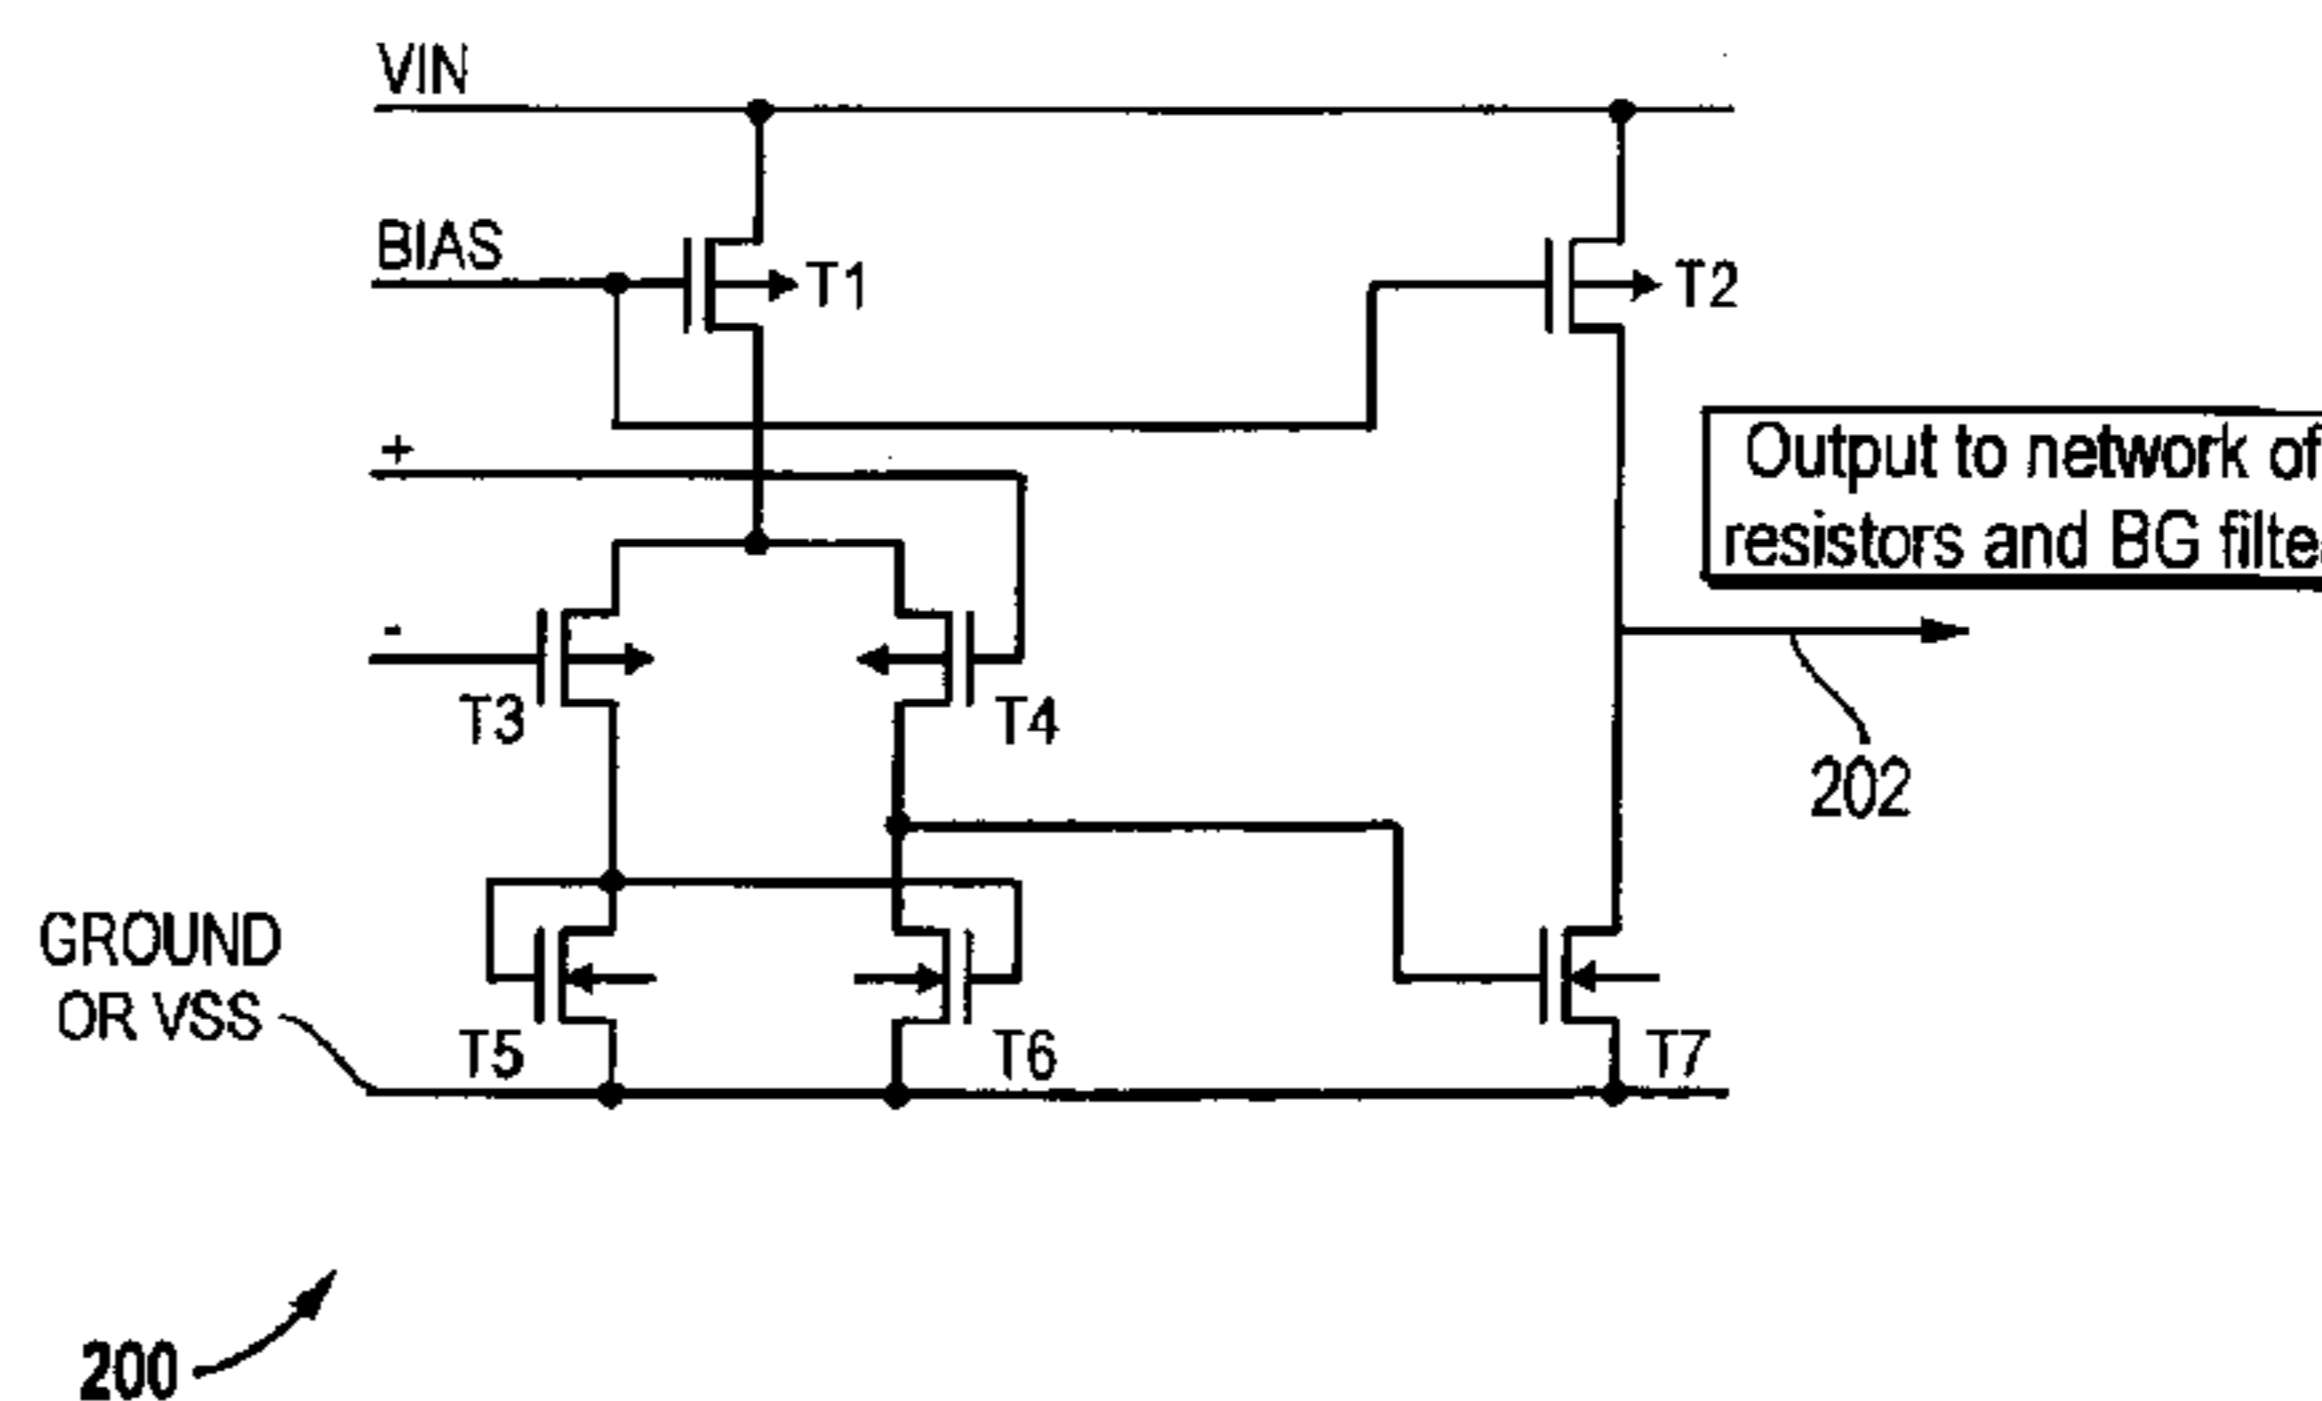 VIN
BIAS
T1
T2
+
Output to network of
resistors and BG
-
T3
T4
202
GROUND
OR VSS
T5
T6
T7
200